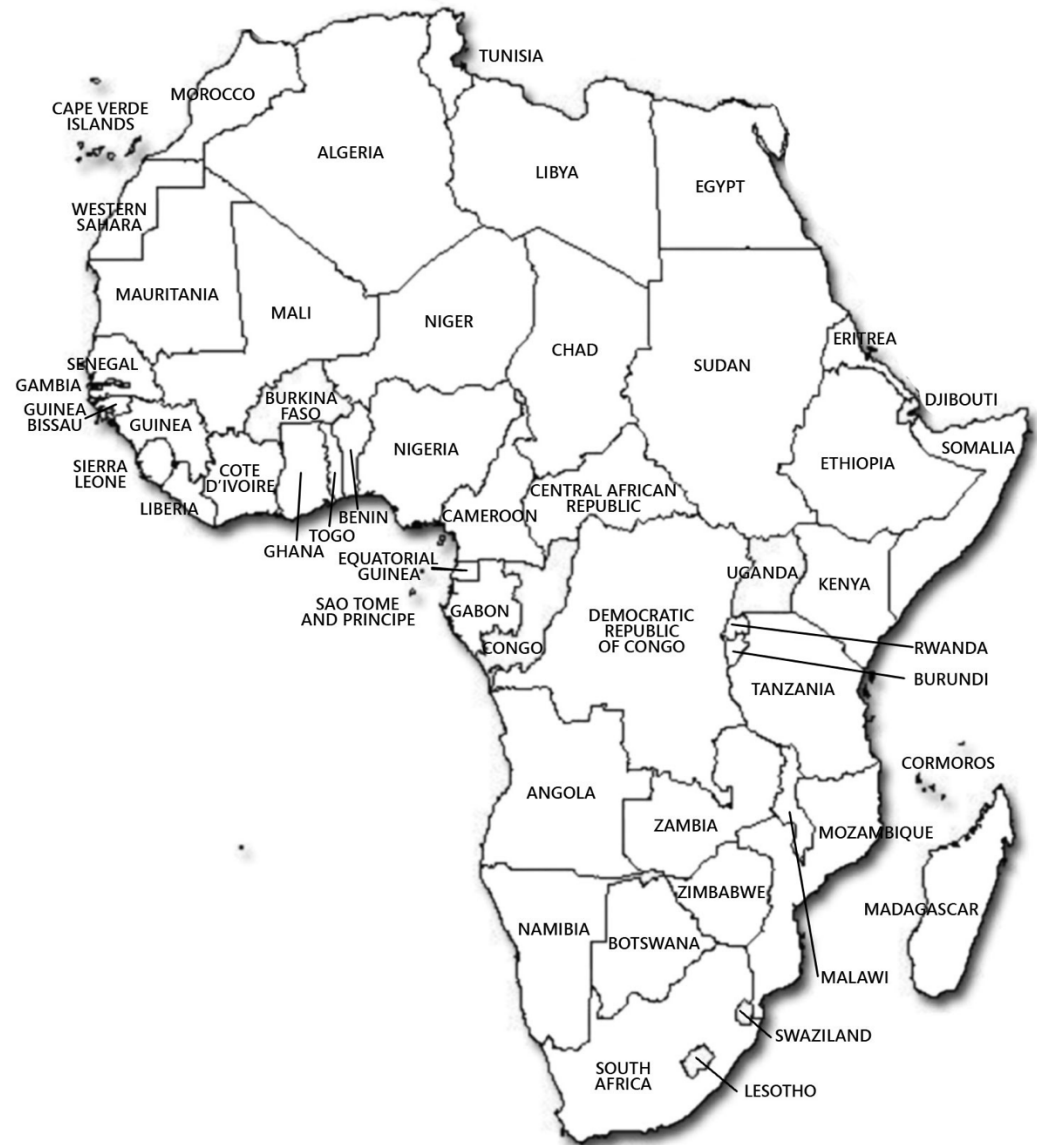 TUNISIA
MOROCCO
CAPE VERDE
ISLANDS
ALGERIA
LIBYA
EGYPT
WESTERN
SAHARA
MAURITANIA
MALI
NIGER
CHAD
SUDAN
ERITREA
SENEGAL
GAMBIA
GUINEA
BISSAU
GUINEA
BURKINA
FASO
NIGERIA
DJIBOUTI
SOMALIA
ETHIOPIA
SIERRA
LEONE
COTE
D'IVOIRE
LIBERIA
GHANA
TOGO
BENIN
CAMEROON
CENTRAL AFRICAN
REPUBLIC
EQUATORIAL
GUINEA
SAO TOME
AND PRINCIPE
GABON
CONGO
DEMOCRATIC
REPUBLIC
OF CONGO
UGANDA
KENYA
RWANDA
BURUNDI
TANZANIA
CORMOROS
ANGOLA
ZAMBIA
MOZAMBIQUE
ZIMBABWE
MADAGASCAR
NAMIBIA
BOTSWANA
MALAWI
SWAZILAND
SOUTH
AFRICA
LESOTHO